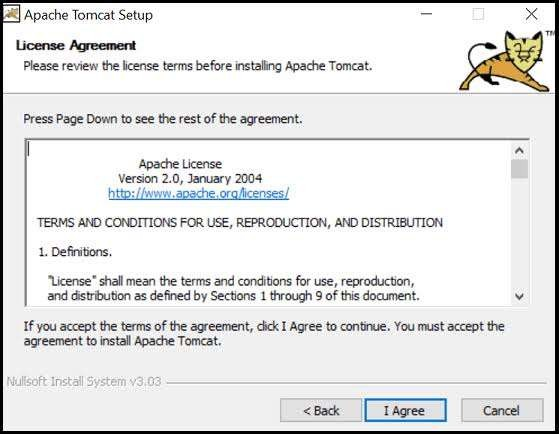 Apache Tomcat Setup
License Agreement
Please review the license terms before installing Apache Tomcat.
TM
Press Page Down to see the rest of the agreement.
Apache License
Version 2.0, January 2004
http://www.apache.org/licenses/
TERMS AND CONDITIONS FOR USE, REPRODUCTION, AND DISTRIBUTION
1. Definitions.
"License" shall mean the terms and conditions for use, reproduction,
and distribution as defined by Sections 1 through 9 of this document.
If you accept the terms of the agreement, click I Agree to continue. You must accept the
agreement to install Apache Tomcat.
Nullsoft Install System v3.03
< Back
I Agree
Cancel